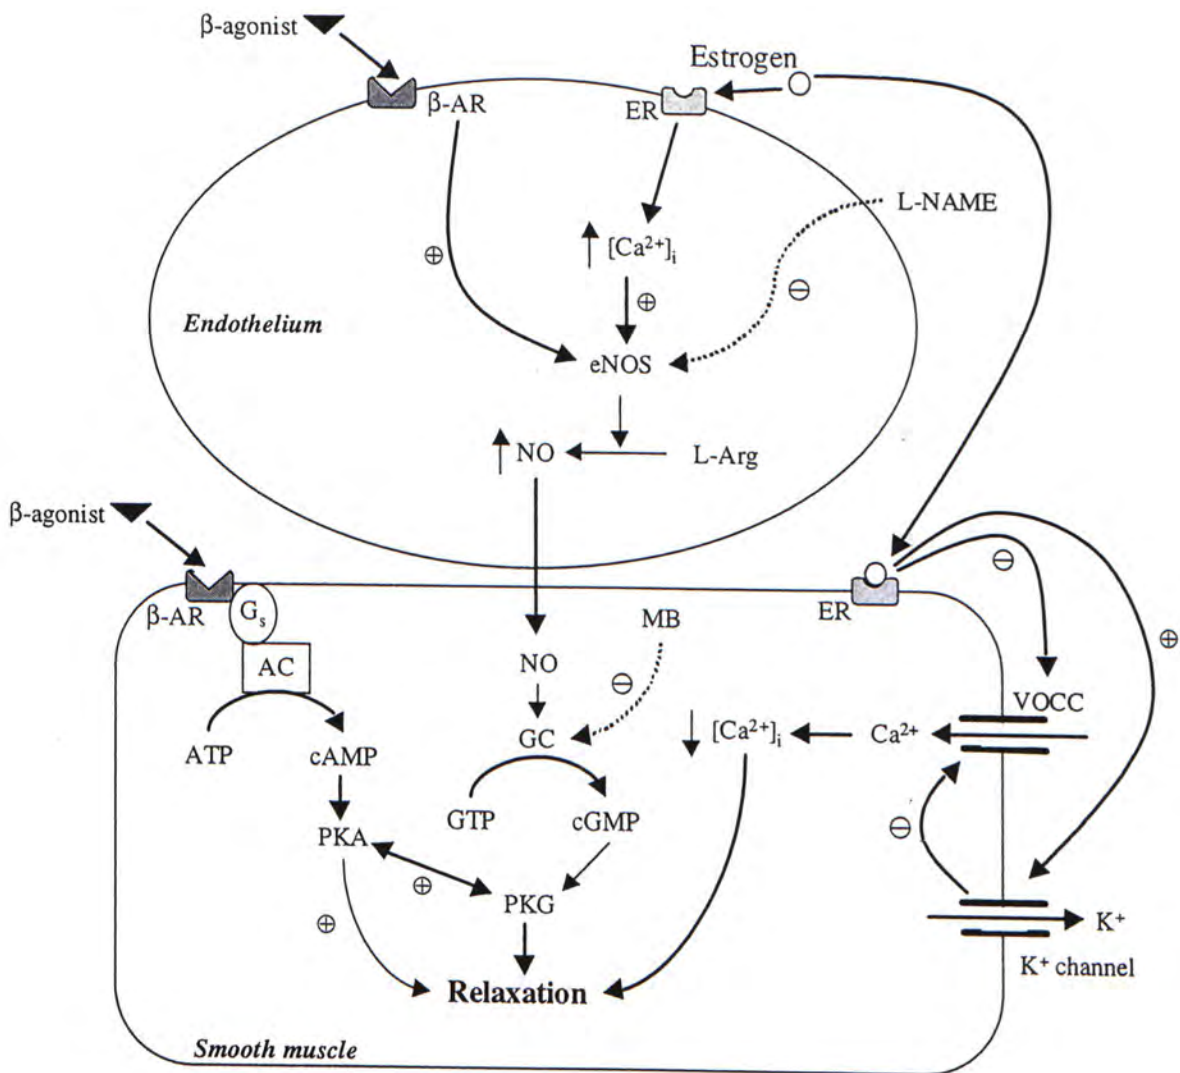 β-agonist
Estrogen
β-AR
ER
L-NAME
[Ca²⁺]ᵢ
⊕
⊕
⊖
Endothelium
eNOS
NO
L-Arg
β-agonist
β-AR
Gₛ
MB
ER
⊖
⊕
AC
NO
⊖
VOCC
ATP
cAMP
GC
[Ca²⁺]ᵢ
Ca²⁺
GTP
cGMP
⊖
PKA
⊕
PKG
⊕
K⁺
K⁺ channel
Relaxation
Smooth muscle